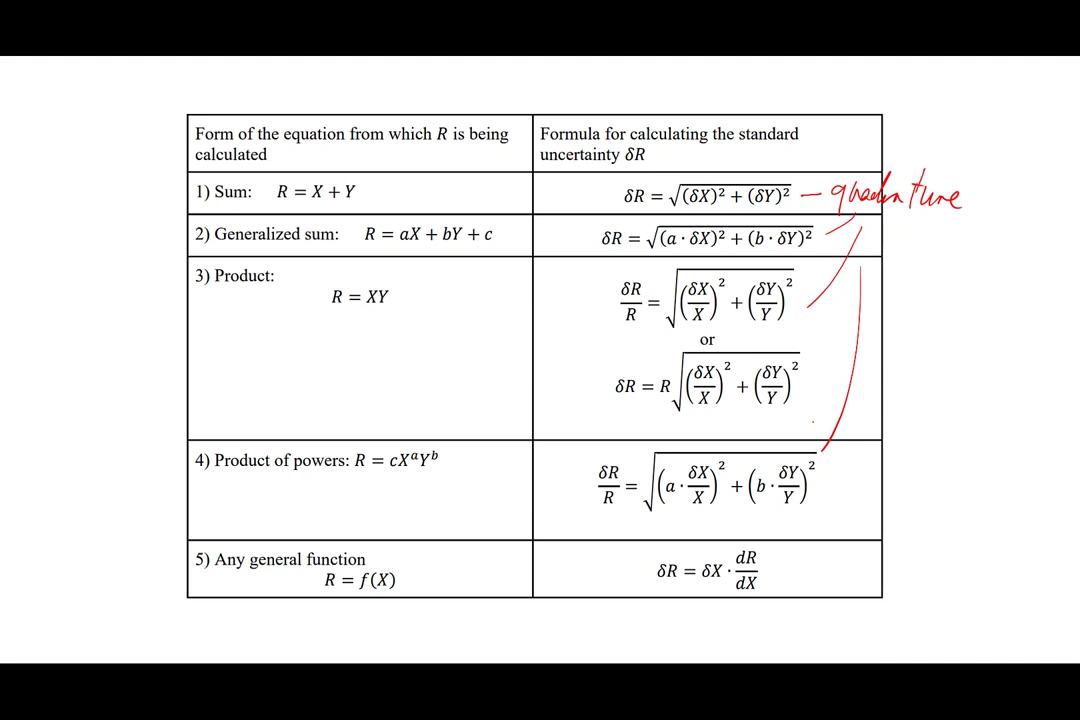 Form of the equation from which R is being
calculated
Formula for calculating the standard
uncertainty δR
1) Sum: R = X + Y
δR = √((δX)² + (δY)²) — quadrature
2) Generalized sum: R = aX + bY + c
δR = √((a · δX)² + (b · δY)²)
3) Product:
R = XY
δR/R = √((δX/X)² + (δY/Y)²)
or
δR = R√((δX/X)² + (δY/Y)²)
4) Product of powers: R = cXᵃYᵇ
δR/R = √((a · δX/X)² + (b · δY/Y)²)
5) Any general function
R = f(X)
δR = δX · dR/dX